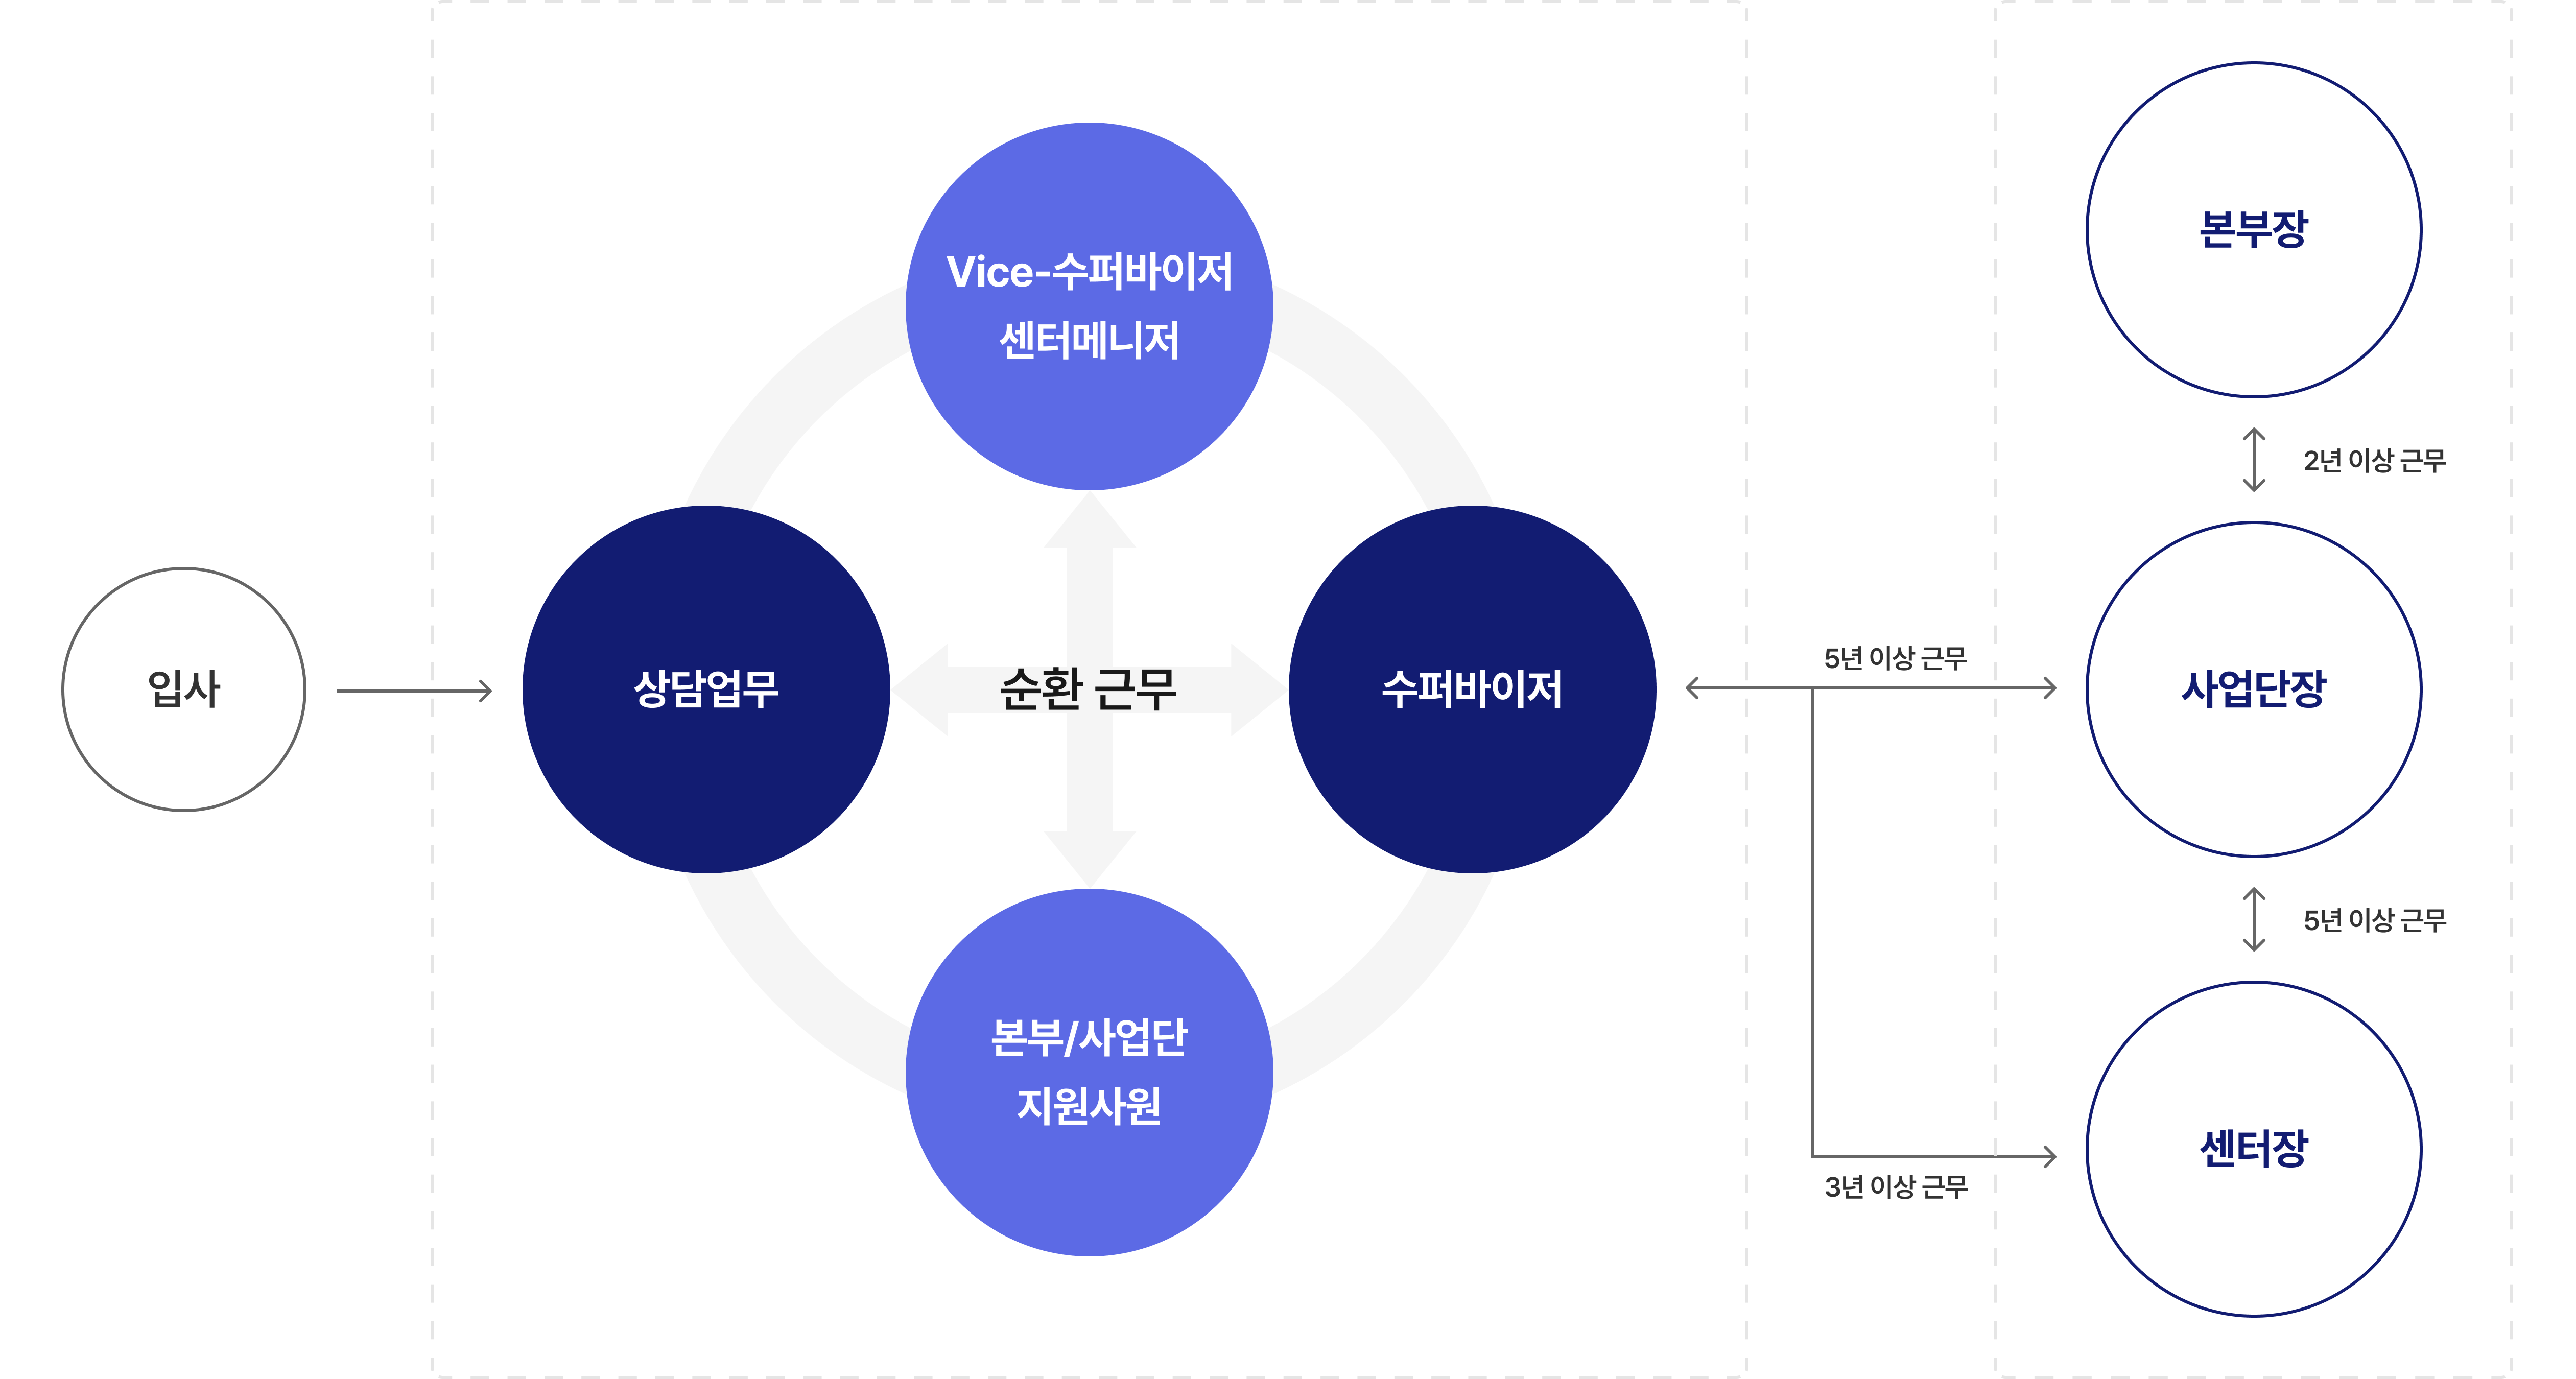 입사
Vice-수퍼바이저
센터메니저
상담업무
순환 근무
수퍼바이저
본부/사업단
지원사원
5년 이상 근무
3년 이상 근무
본부장
2년 이상 근무
사업단장
5년 이상 근무
센터장